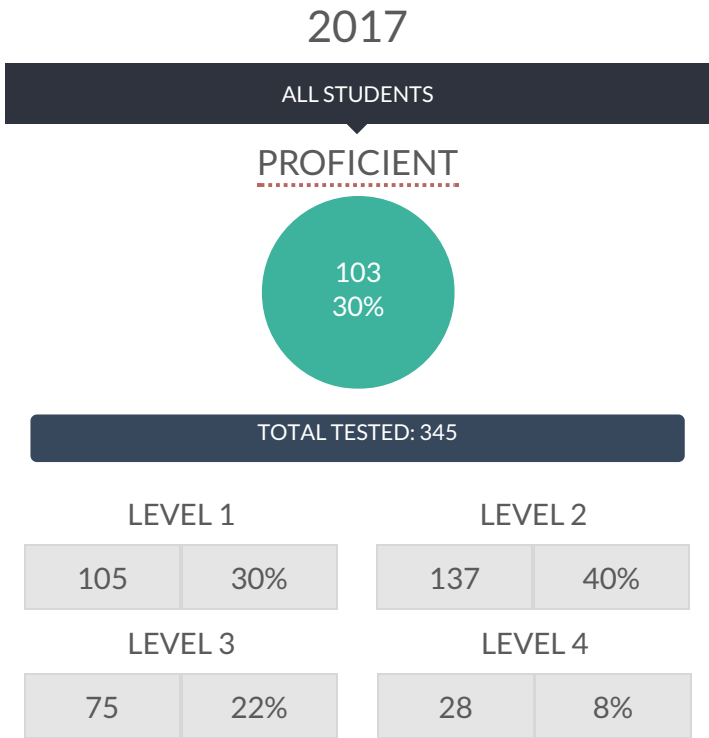 2017
ALL STUDENTS
PROFICIENT
103
30%
TOTAL TESTED: 345
LEVEL 1 LEVEL 2
105 30% 137 40%
LEVEL 3 LEVEL 4
75 22% 28 8%